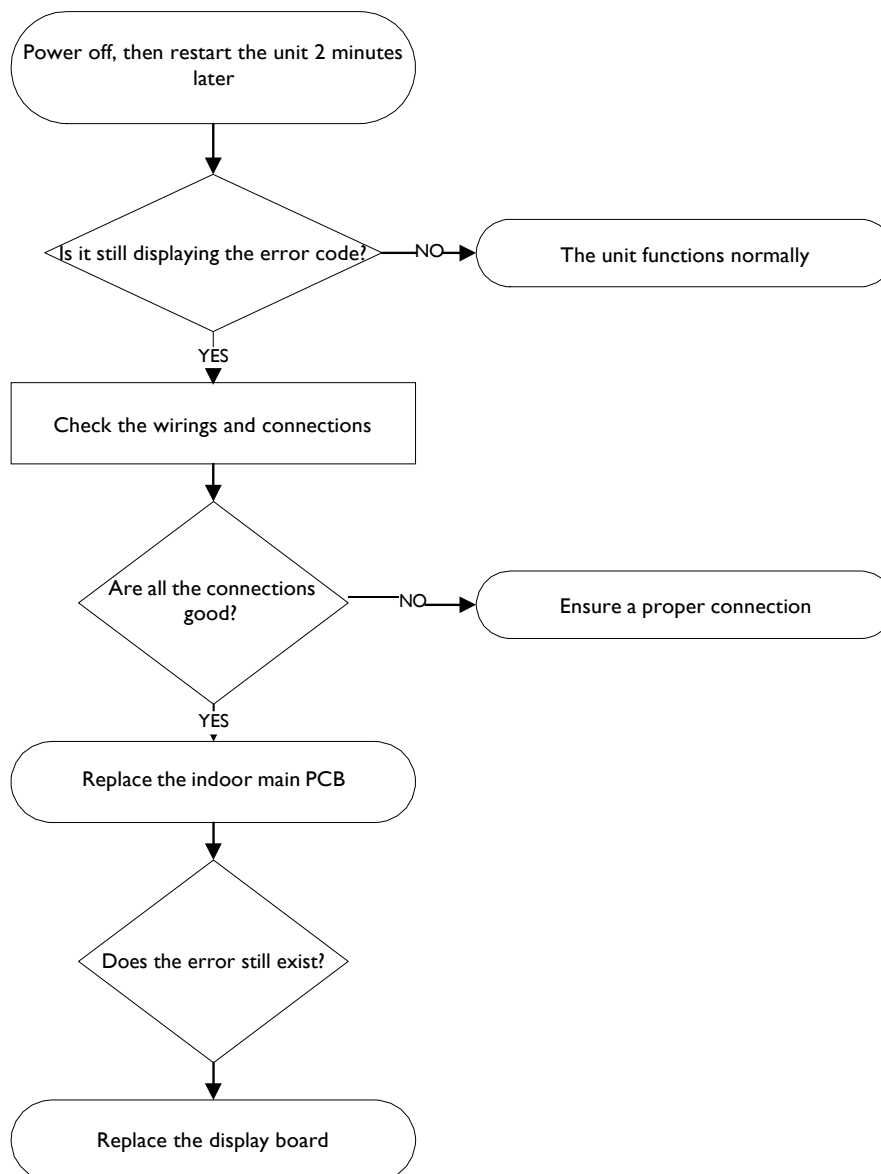 Power off, then restart the unit 2 minutes
later
Is it still displaying the error code?
NO
The unit functions normally
YES
Check the wirings and connections
Are all the connections
good?
NO
Ensure a proper connection
YES
Replace the indoor main PCB
Does the error still exist?
Replace the display board